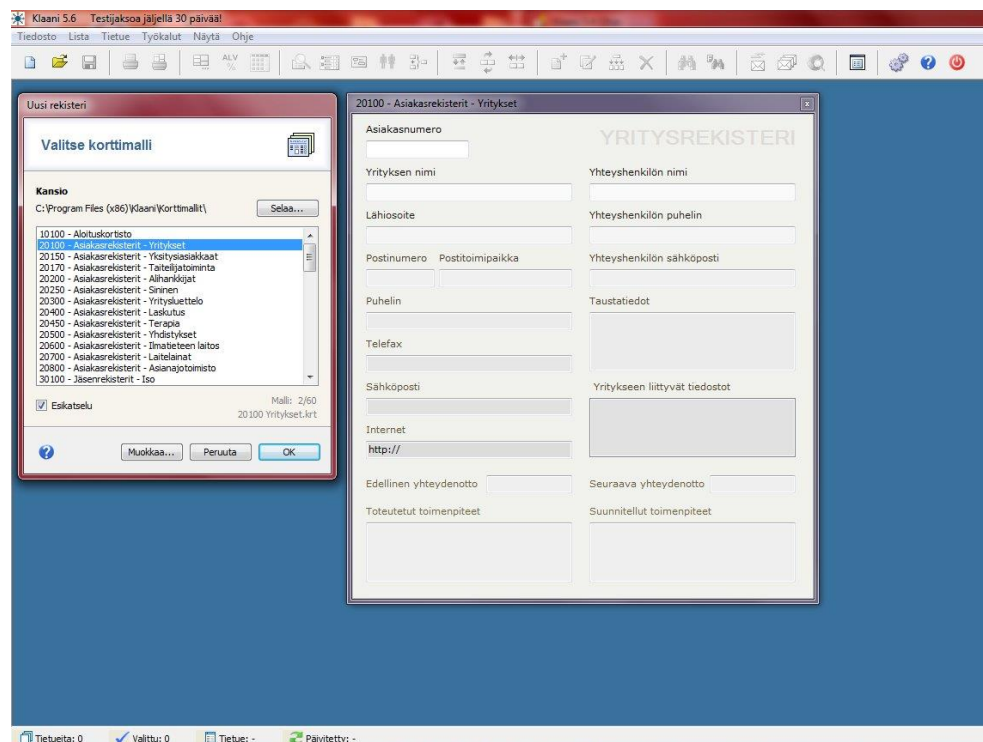 Klaani 5.6 Testijaksoa jäljellä 30 päivää!
Tiedosto Lista Tietue Työkalut Näytä Ohje
ALV %
Uusi rekisteri
Valitse korttimalli
Kansio
C:\Program Files (x86)\Klaani\Korttimallit\
Selaa...
10100 - Aloituskortisto
20100 - Asiakasrekisterit - Yritykset
20150 - Asiakasrekisterit - Yksityisasiakkaat
20170 - Asiakasrekisterit - Taiteilijatoiminta
20200 - Asiakasrekisterit - Alihankkijat
20250 - Asiakasrekisterit - Sininen
20300 - Asiakasrekisterit - Yritysluettelo
20400 - Asiakasrekisterit - Laskutus
20450 - Asiakasrekisterit - Terapia
20500 - Asiakasrekisterit - Yhdistykset
20600 - Asiakasrekisterit - Ilmatieteen laitos
20700 - Asiakasrekisterit - Laitelainat
20800 - Asiakasrekisterit - Asianajotoimisto
30100 - Jäsenrekisterit - Iso
Esikatselu
Malli: 2/60
20100 Yritykset.krt
Muokkaa... Peruuta OK
20100 - Asiakasrekisterit - Yritykset
Asiakasnumero
YRITYSREKISTERI
Yrityksen nimi Yhteyshenkilön nimi
Lähiosoite Yhteyshenkilön puhelin
Postinumero Postitoimipaikka Yhteyshenkilön sähköposti
Puhelin Taustatiedot
Telefax
Sähköposti Yritykseen liittyvät tiedostot
Internet
http://
Edellinen yhteydenotto Seuraava yhteydenotto
Toteutetut toimenpiteet Suunnitellut toimenpiteet
Tietueita: 0 Valittu: 0 Tietue: - Päivitetty: -